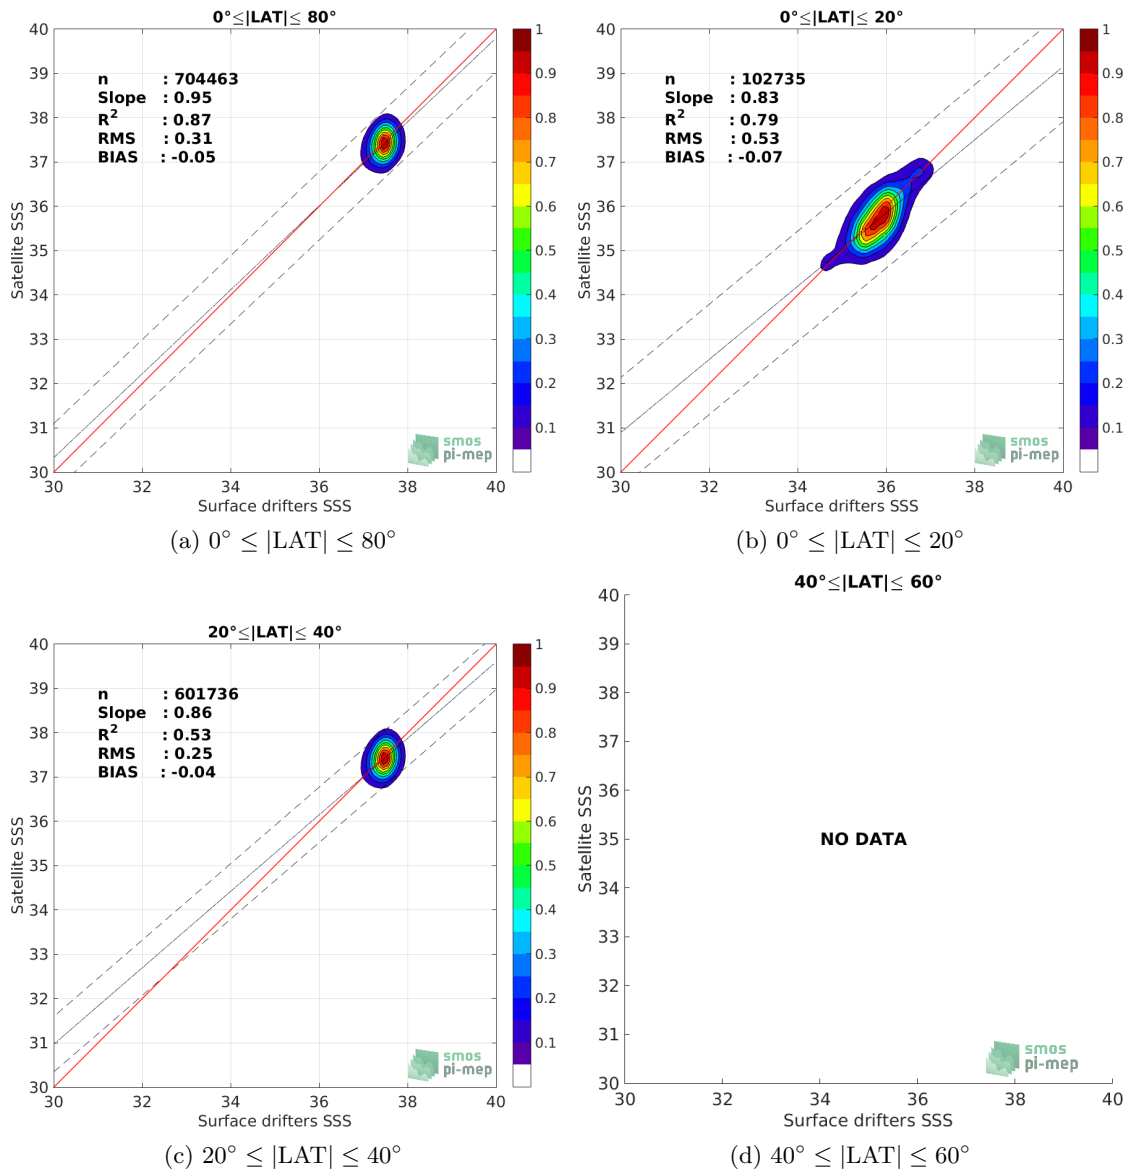 0°≤|LAT|≤ 80°
40
39
38
37
36
35
34
33
32
31
30
30
32
34
36
38
40
Satellite SSS
Surface drifters SSS
n : 704463
Slope : 0.95
R² : 0.87
RMS : 0.31
BIAS : -0.05
1
0.9
0.8
0.7
0.6
0.5
0.4
0.3
0.2
0.1
smos
pi-mep
(a) 0° ≤ |LAT| ≤ 80°
0°≤|LAT|≤ 20°
40
39
38
37
36
35
34
33
32
31
30
30
32
34
36
38
40
Satellite SSS
Surface drifters SSS
n : 102735
Slope : 0.83
R² : 0.79
RMS : 0.53
BIAS : -0.07
1
0.9
0.8
0.7
0.6
0.5
0.4
0.3
0.2
0.1
smos
pi-mep
(b) 0° ≤ |LAT| ≤ 20°
20°≤|LAT|≤ 40°
40
39
38
37
36
35
34
33
32
31
30
30
32
34
36
38
40
Satellite SSS
Surface drifters SSS
n : 601736
Slope : 0.86
R² : 0.53
RMS : 0.25
BIAS : -0.04
1
0.9
0.8
0.7
0.6
0.5
0.4
0.3
0.2
0.1
smos
pi-mep
(c) 20° ≤ |LAT| ≤ 40°
40°≤|LAT|≤ 60°
40
39
38
37
36
35
34
33
32
31
30
30
32
34
36
38
40
Satellite SSS
Surface drifters SSS
NO DATA
smos
pi-mep
(d) 40° ≤ |LAT| ≤ 60°